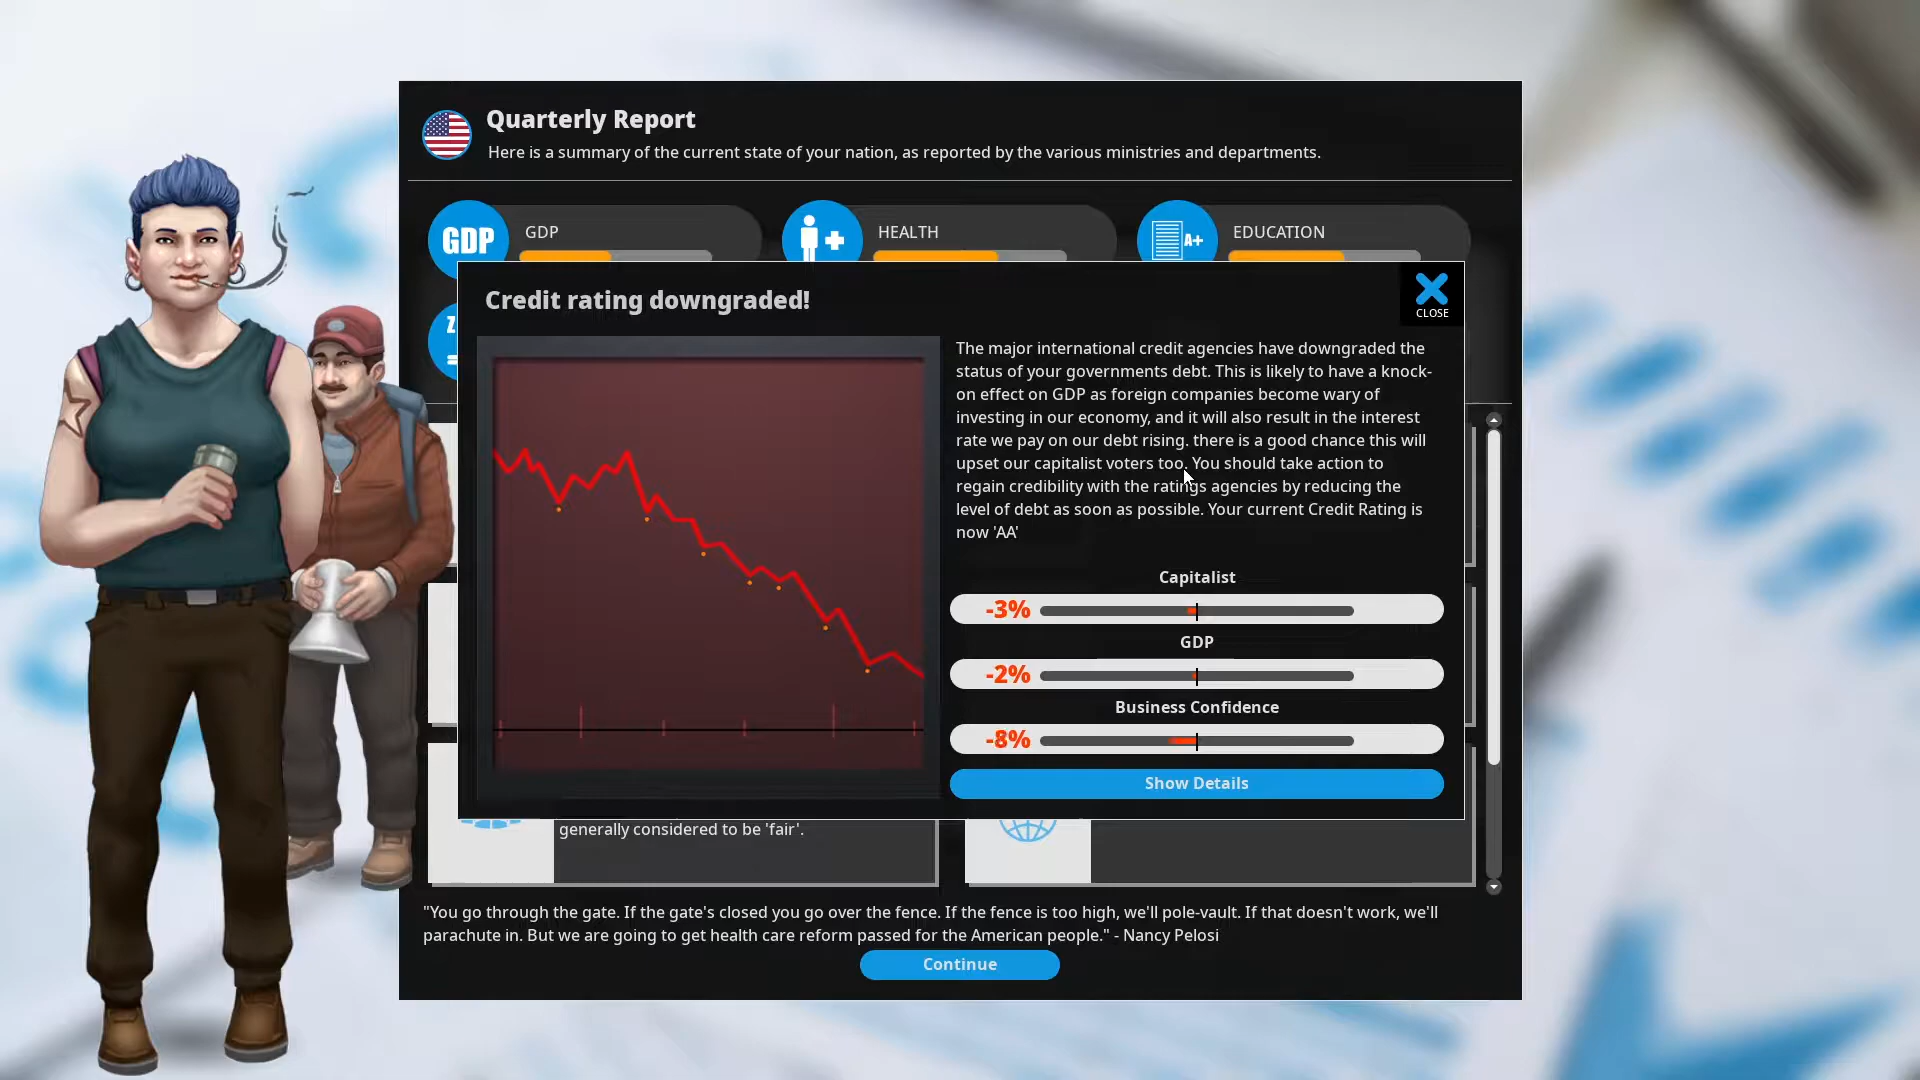 Quarterly Report
Here is a summary of the current state of your nation, as reported by the various ministries and departments.
GDP
GDP
HEALTH
A+
EDUCATION
Credit rating downgraded!
CLOSE
The major international credit agencies have downgraded the
status of your governments debt. This is likely to have a knock-
on effect on GDP as foreign companies become wary of
investing in our economy, and it will also result in the interest
rate we pay on our debt rising. there is a good chance this will
upset our capitalist voters too. You should take action to
regain credibility with the ratings agencies by reducing the
level of debt as soon as possible. Your current Credit Rating is
now 'AA'
Capitalist
-3%
GDP
-2%
Business Confidence
-8%
Show Details
generally considered to be 'fair'.
"You go through the gate. If the gate's closed you go over the fence. If the fence is too high, we'll pole-vault. If that doesn't work, we'll
parachute in. But we are going to get health care reform passed for the American people." - Nancy Pelosi
Continue